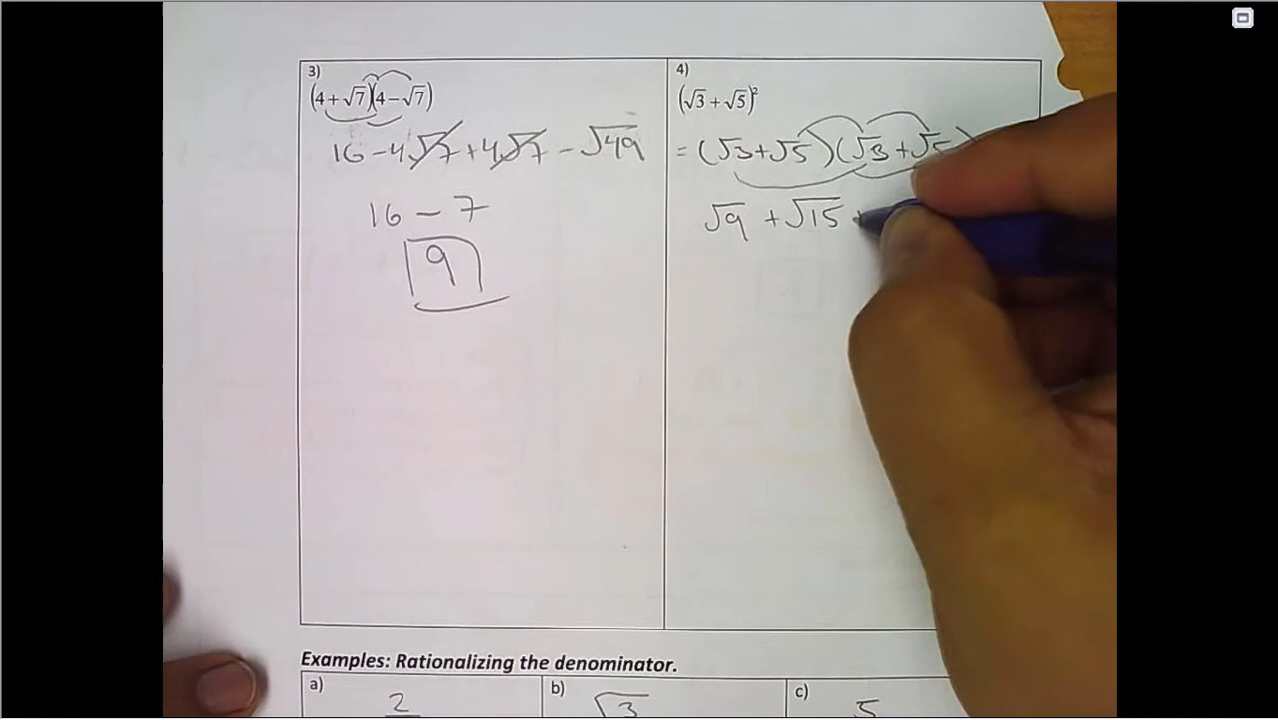 3)
(4+√7)(4−√7)
16 − 4√7 + 4√7 − √49
16 − 7
9
4)
(√3+√5)²
= (√3+√5)(√3+√5)
√9 + √15 +
Examples: Rationalizing the denominator.
a)
2
b)
√3
c)
5